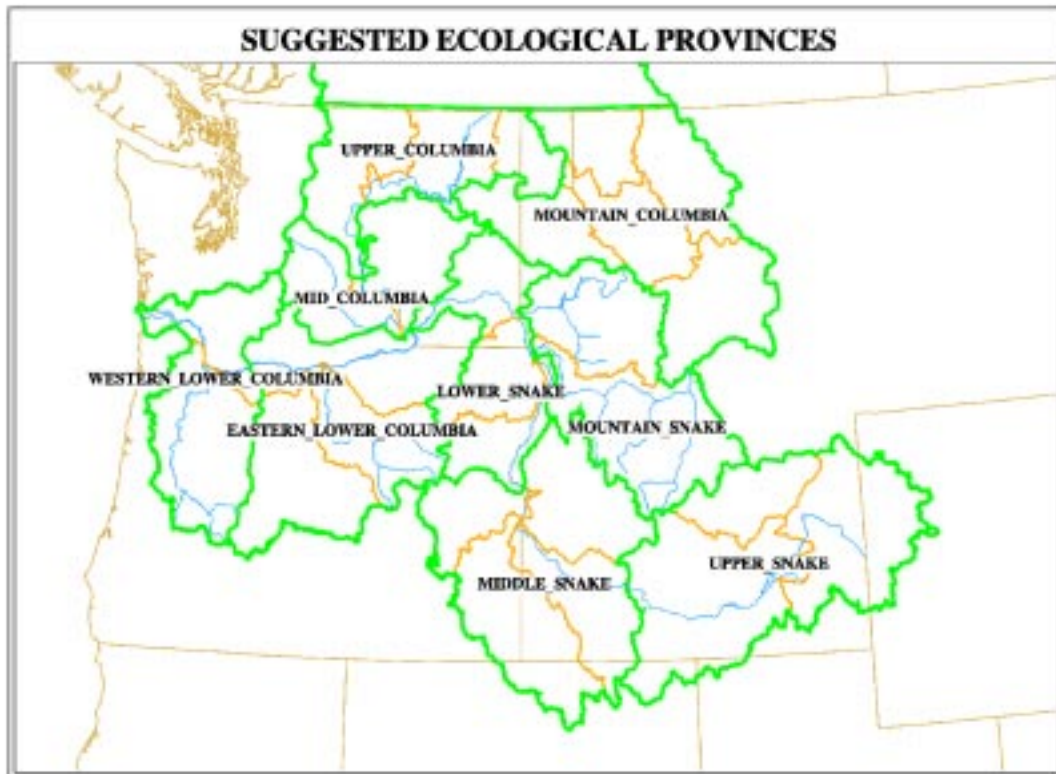 SUGGESTED ECOLOGICAL PROVINCES
UPPER_COLUMBIA
MOUNTAIN_COLUMBIA
MID_COLUMBIA
WESTERN_LOWER_COLUMBIA
LOWER_SNAKE
EASTERN_LOWER_COLUMBIA
MOUNTAIN_SNAKE
UPPER_SNAKE
MIDDLE_SNAKE